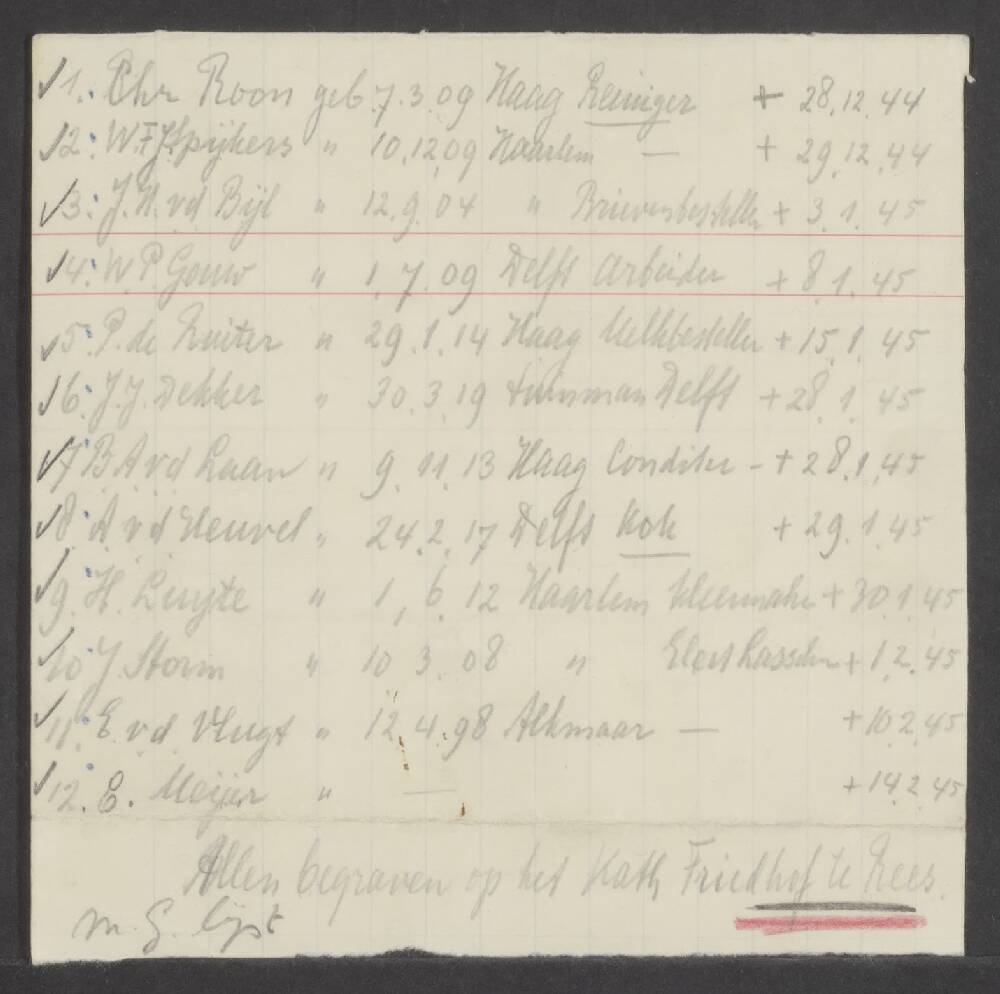 1. Chr Roon geb. 7.3.09 Haag Reiniger + 28.12.44
2. W.F.J. Spijkers " 10.12.09 Haarlem — + 29.12.44
3. J.H. vd Bijl " 12.9.04 " Brievenbesteller + 3.1.45
4. W.P. Gouw " 1.7.09 Delft Arbeider + 8.1.45
5. P. de Ruiter " 29.1.14 Haag Melkbesteller + 15.1.45
6. J.J. Dekker " 30.3.19 tuinman Delft + 28.1.45
7. B A vd Laan " 9.11.13 Haag Conditer - + 28.1.45
8. A vd Heuvel " 24.2.17 Delft Kok + 29.1.45
9. H. Luyte " 1.6.12 Haarlem + 30.1.45
10. J. Storm " 10 3.08 " + 1.2.45
11. E. vd Vlugt " 12.4.98 Alkmaar — + 10.2.45
12. E. Meijer " — + 14.2.45
Allen begraven op het Kath Friedhof te Rees.
m. G. lijst